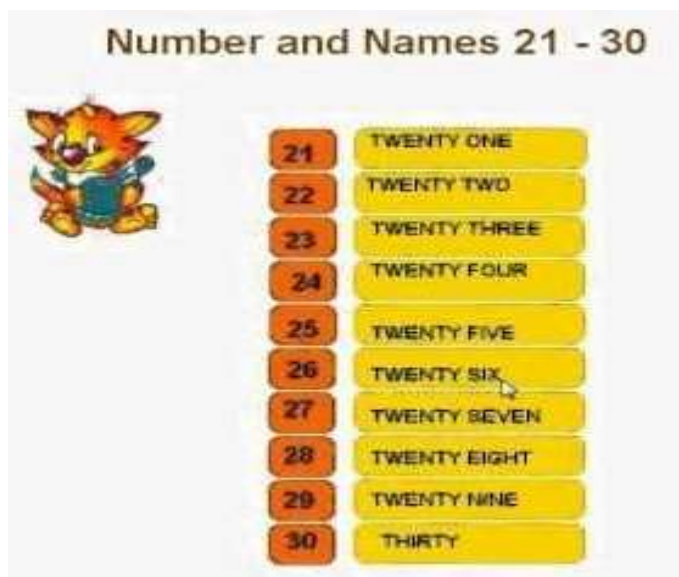 Number and Names 21 - 30
21 TWENTY ONE
22 TWENTY TWO
23 TWENTY THREE
24 TWENTY FOUR
25 TWENTY FIVE
26 TWENTY SIX
27 TWENTY SEVEN
28 TWENTY EIGHT
29 TWENTY NINE
30 THIRTY